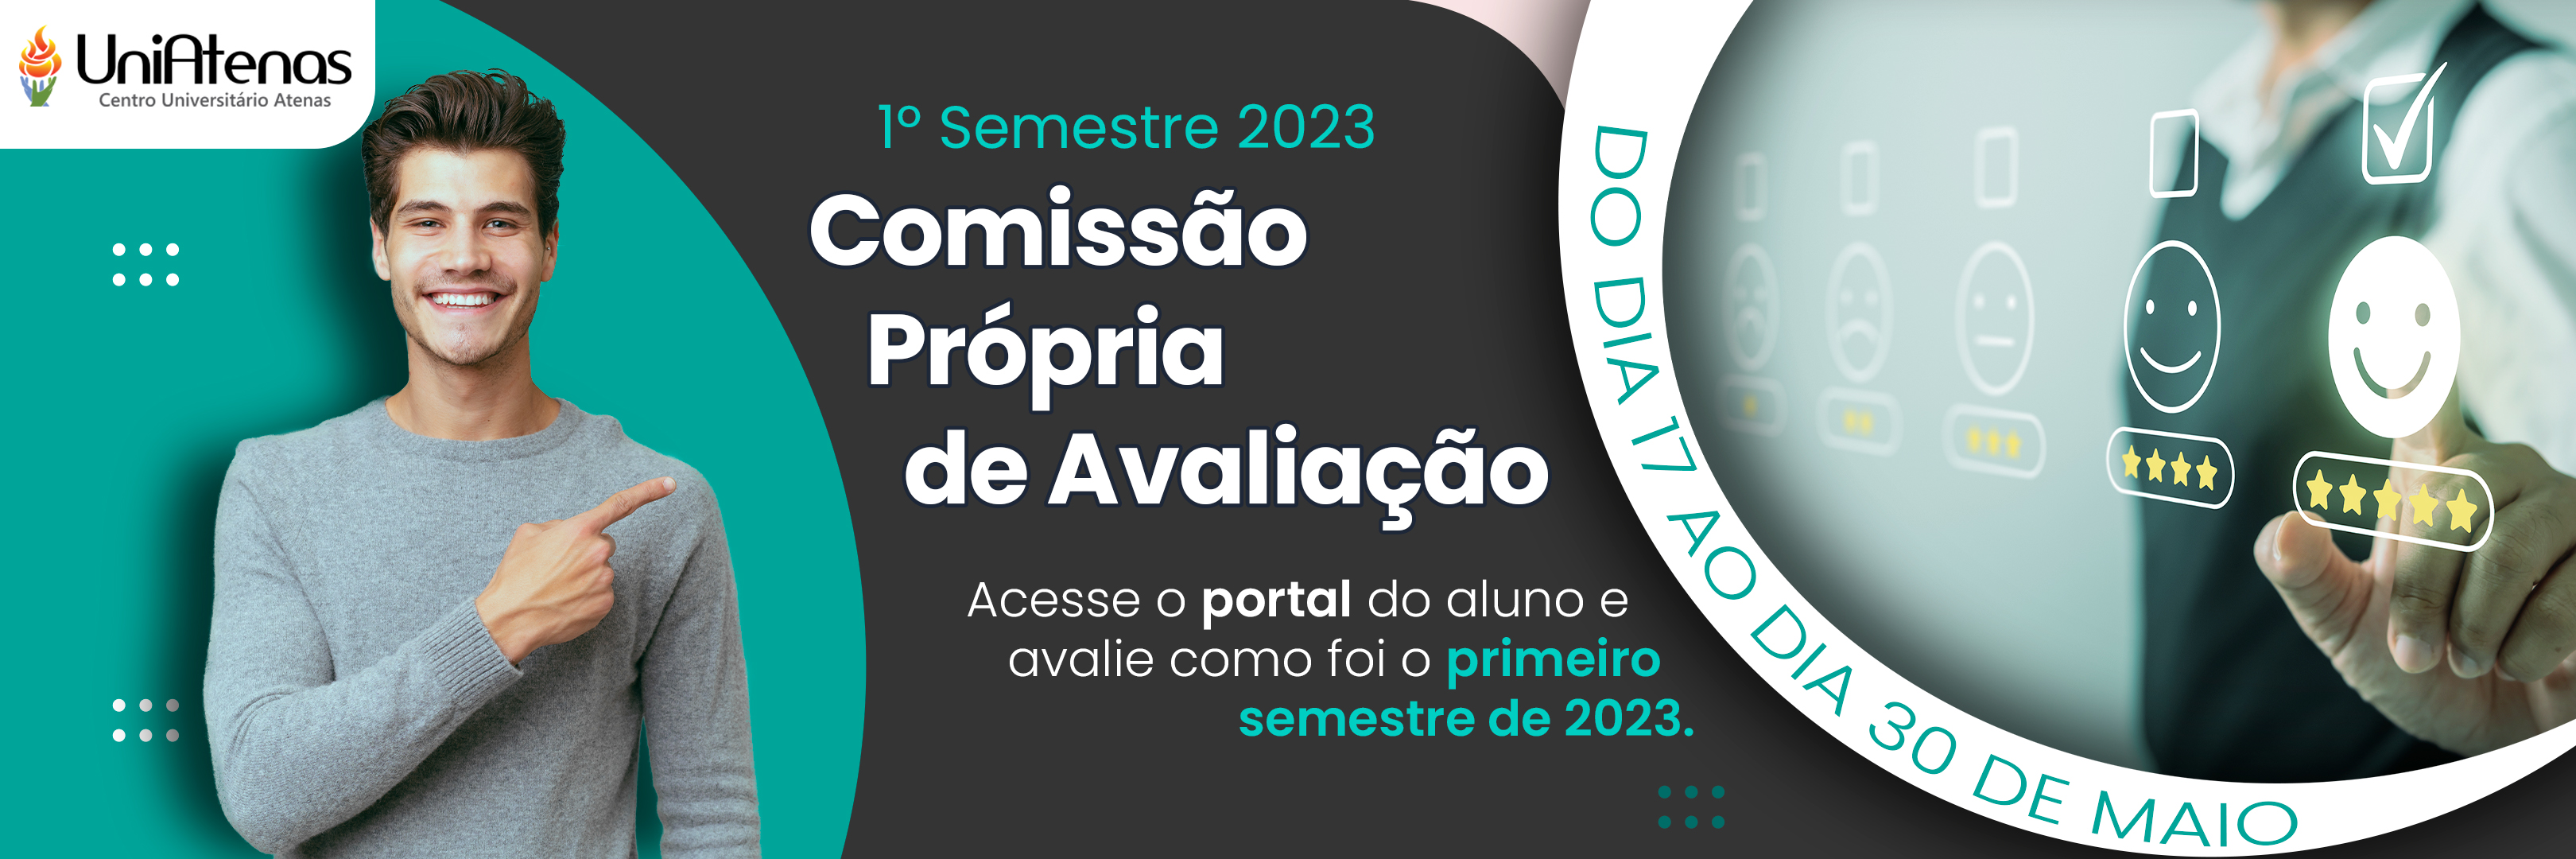 UniAtenas
Centro Universitário Atenas
1º Semestre 2023
Comissão
Própria
de Avaliação
Acesse o portal do aluno e
avalie como foi o primeiro
semestre de 2023.
DO DIA 17 AO DIA 30 DE MAIO